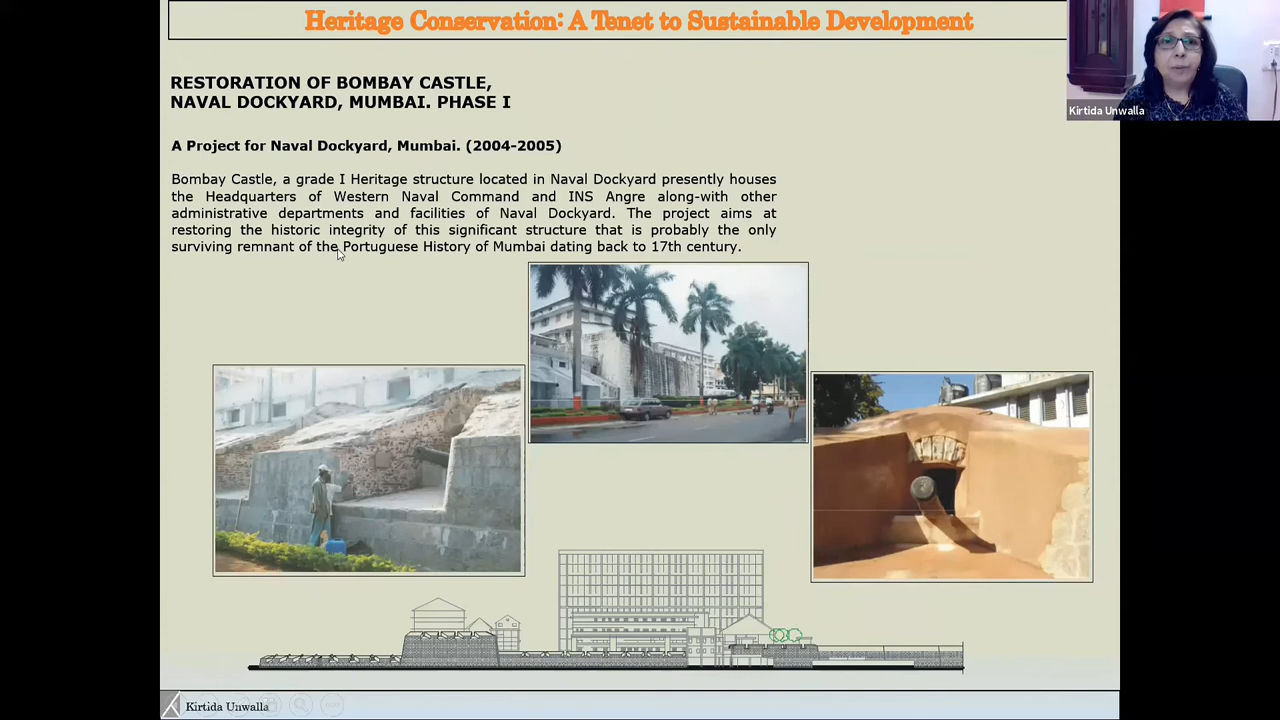 Heritage Conservation: A Tenet to Sustainable Development
Kirtida Unwalla
RESTORATION OF BOMBAY CASTLE,
NAVAL DOCKYARD, MUMBAI. PHASE I
A Project for Naval Dockyard, Mumbai. (2004-2005)
Bombay Castle, a grade I Heritage structure located in Naval Dockyard presently houses
the Headquarters of Western Naval Command and INS Angre along-with other
administrative departments and facilities of Naval Dockyard. The project aims at
restoring the historic integrity of this significant structure that is probably the only
surviving remnant of the Portuguese History of Mumbai dating back to 17th century.
Kirtida Unwalla